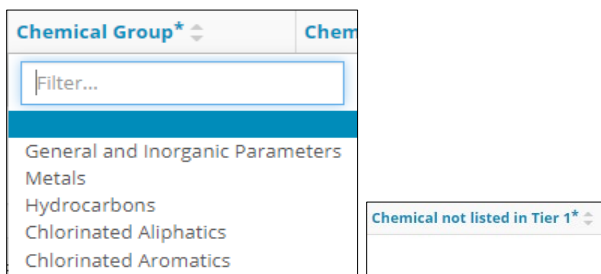 Chemical Group* Chem
Filter...
General and Inorganic Parameters
Metals
Hydrocarbons
Chlorinated Aliphatics
Chlorinated Aromatics
Chemical not listed in Tier 1*